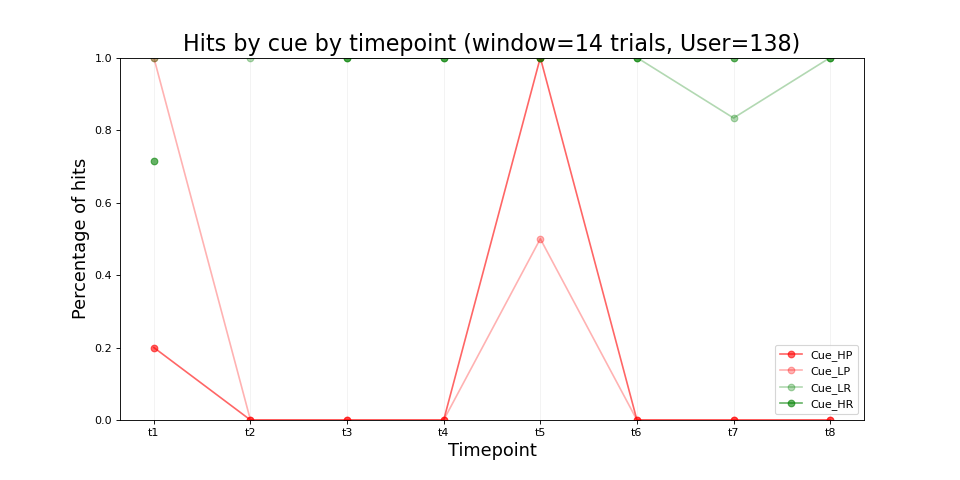 Hits by cue by timepoint (window=14 trials, User=138)
Percentage of hits
1.0
0.8
0.6
0.4
0.2
0.0
t1 t2 t3 t4 t5 t6 t7 t8
Timepoint
Cue_HP
Cue_LP
Cue_LR
Cue_HR